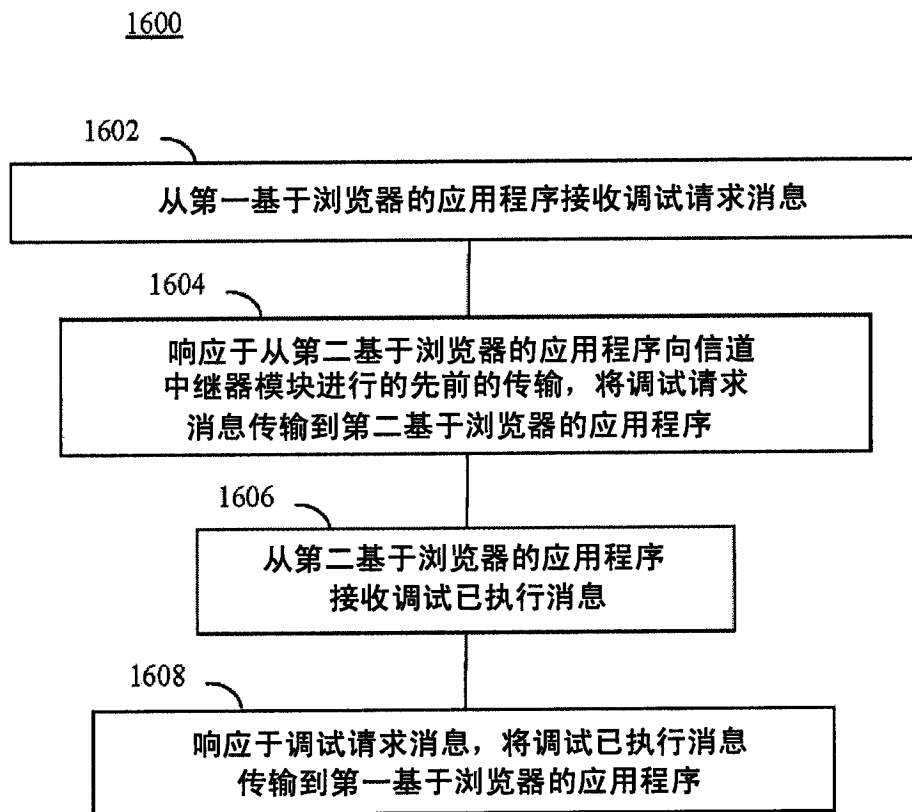 1600
1602
从第一基于浏览器的应用程序接收调试请求消息
1604
响应于从第二基于浏览器的应用程序向信道
中继器模块进行的先前的传输，将调试请求
消息传输到第二基于浏览器的应用程序
1606
从第二基于浏览器的应用程序
接收调试已执行消息
1608
响应于调试请求消息，将调试已执行消息
传输到第一基于浏览器的应用程序